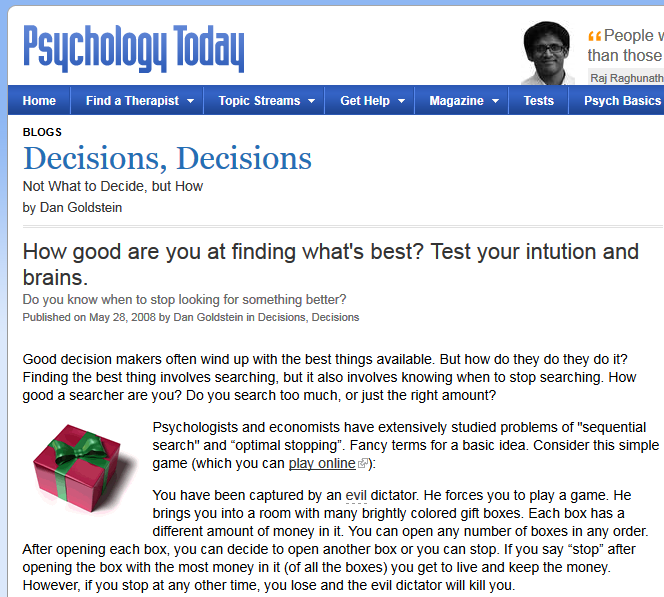 Psychology Today
“People w
than those
Raj Raghunath
Home Find a Therapist Topic Streams Get Help Magazine Tests Psych Basics
BLOGS
Decisions, Decisions
Not What to Decide, but How
by Dan Goldstein
How good are you at finding what's best? Test your intution and
brains.
Do you know when to stop looking for something better?
Published on May 28, 2008 by Dan Goldstein in Decisions, Decisions
Good decision makers often wind up with the best things available. But how do they do they do it?
Finding the best thing involves searching, but it also involves knowing when to stop searching. How
good a searcher are you? Do you search too much, or just the right amount?
Psychologists and economists have extensively studied problems of "sequential
search" and “optimal stopping”. Fancy terms for a basic idea. Consider this simple
game (which you can play online):
You have been captured by an evil dictator. He forces you to play a game. He
brings you into a room with many brightly colored gift boxes. Each box has a
different amount of money in it. You can open any number of boxes in any order.
After opening each box, you can decide to open another box or you can stop. If you say “stop” after
opening the box with the most money in it (of all the boxes) you get to live and keep the money.
However, if you stop at any other time, you lose and the evil dictator will kill you.